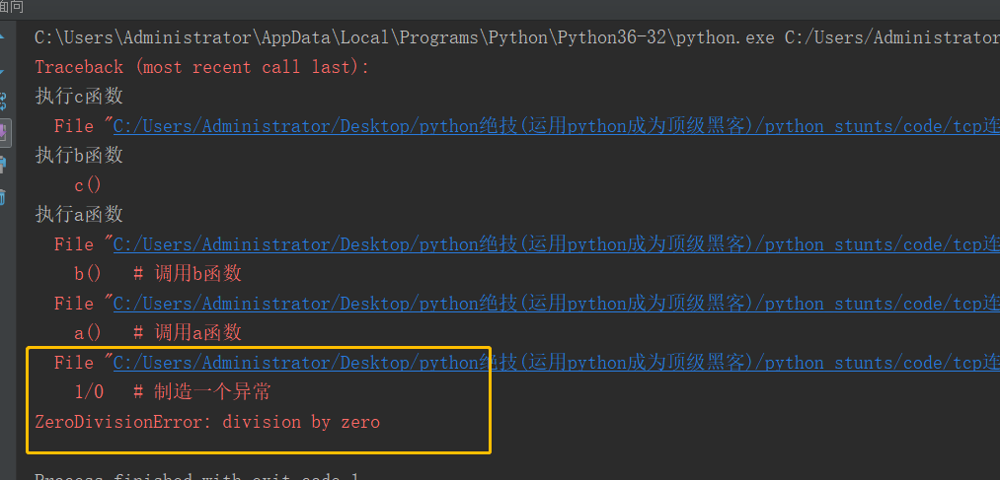 面向
C:\Users\Administrator\AppData\Local\Programs\Python\Python36-32\python.exe C:/Users/Administrator
Traceback (most recent call last):
执行c函数
File "C:/Users/Administrator/Desktop/python绝技(运用python成为顶级黑客)/python stunts/code/tcp连
执行b函数
c()
执行a函数
File "C:/Users/Administrator/Desktop/python绝技(运用python成为顶级黑客)/python stunts/code/tcp连
b() # 调用b函数
File "C:/Users/Administrator/Desktop/python绝技(运用python成为顶级黑客)/python stunts/code/tcp连
a() # 调用a函数
File "C:/Users/Administrator/Desktop/python绝技(运用python成为顶级黑客)/python stunts/code/tcp连
1/0 # 制造一个异常
ZeroDivisionError: division by zero
Process finished with exit code 1